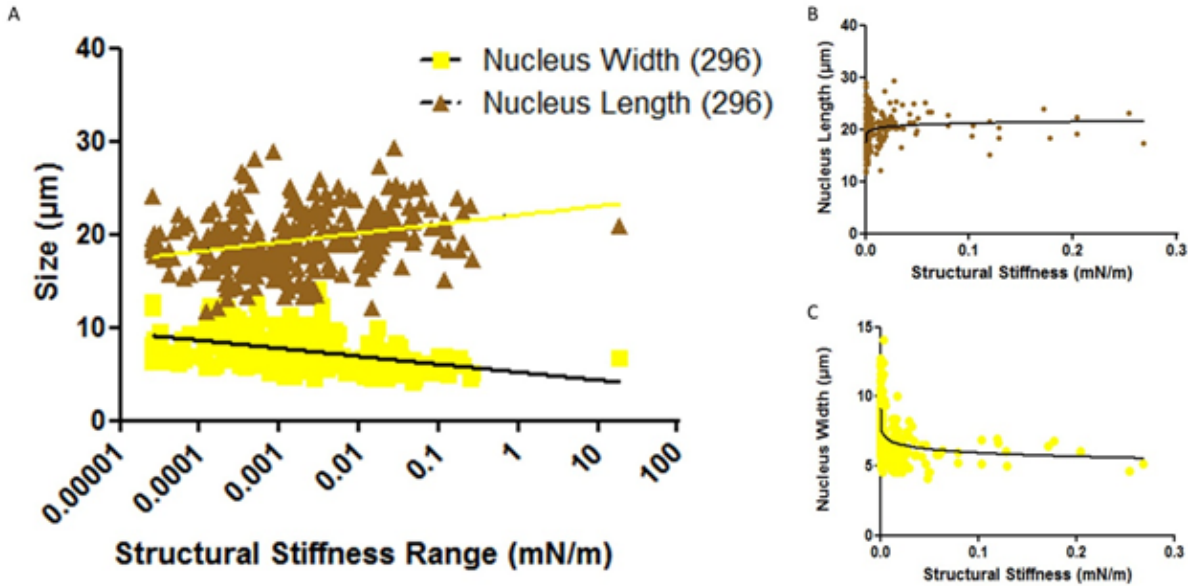 A
40
30
20
10
0
Size (μm)
Nucleus Width (296)
Nucleus Length (296)
0.00001
0.0001
0.001
0.01
0.1
1
10
100
Structural Stiffness Range (mN/m)
B
40
30
20
10
0
Nucleus Length (μm)
0.0
0.1
0.2
0.3
Structural Stiffness (mN/m)
C
15
10
5
0
Nucleus Width (μm)
0.0
0.1
0.2
0.3
Structural Stiffness (mN/m)